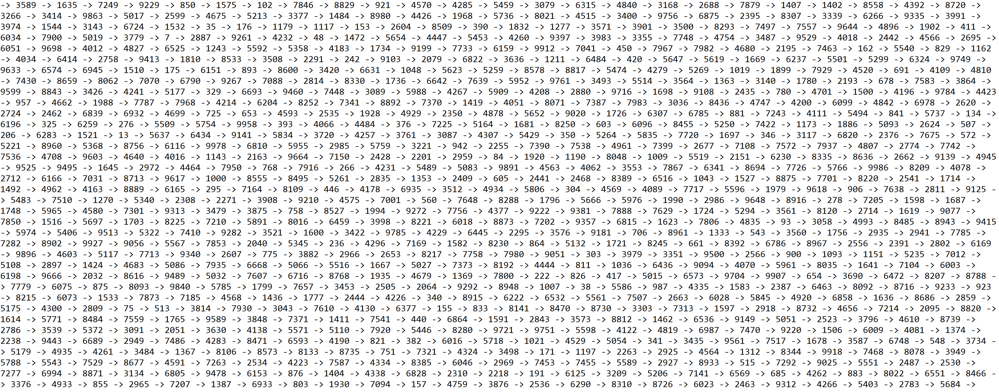 -> 3589 -> 1635 -> 7249 -> 9229 -> 850 -> 1575 -> 102 -> 7846 -> 8829 -> 921 -> 4570 -> 4285 -> 5459 -> 3079 -> 6315 -> 4840 -> 3168 -> 2688 -> 7879 -> 1407 -> 1402 -> 8558 -> 4392 -> 8720 ->
3266 -> 3414 -> 9863 -> 5017 -> 2599 -> 4675 -> 5213 -> 3377 -> 1484 -> 8980 -> 4426 -> 1968 -> 5736 -> 8021 -> 4515 -> 3400 -> 9756 -> 6875 -> 2395 -> 8307 -> 3339 -> 6266 -> 9335 -> 3991 ->
3974 -> 1544 -> 3143 -> 6724 -> 1532 -> 35 -> 176 -> 1179 -> 1117 -> 153 -> 2604 -> 8509 -> 390 -> 1832 -> 1277 -> 3571 -> 3901 -> 3500 -> 8293 -> 7497 -> 7557 -> 9644 -> 4896 -> 1902 -> 411 ->
6034 -> 7900 -> 5019 -> 3779 -> 7 -> 2887 -> 9261 -> 4232 -> 48 -> 1472 -> 5654 -> 4447 -> 5453 -> 4260 -> 9397 -> 3983 -> 3355 -> 7748 -> 4754 -> 3487 -> 9529 -> 4018 -> 2442 -> 4566 -> 2695 ->
6051 -> 9698 -> 4012 -> 4827 -> 6525 -> 1243 -> 5592 -> 5358 -> 4183 -> 1734 -> 9199 -> 7733 -> 6159 -> 9912 -> 7041 -> 450 -> 7967 -> 7982 -> 4680 -> 2195 -> 7463 -> 162 -> 5540 -> 829 -> 1162
-> 4034 -> 6414 -> 2758 -> 9413 -> 1810 -> 8533 -> 3508 -> 2291 -> 242 -> 9103 -> 2079 -> 6822 -> 3636 -> 1211 -> 6484 -> 420 -> 5647 -> 5619 -> 1669 -> 6237 -> 5501 -> 5299 -> 6324 -> 9749 ->
9633 -> 6574 -> 6945 -> 1510 -> 175 -> 6151 -> 893 -> 8600 -> 3420 -> 6631 -> 1048 -> 5623 -> 5259 -> 8578 -> 8817 -> 5474 -> 4279 -> 5269 -> 1019 -> 1899 -> 7929 -> 4520 -> 691 -> 4109 -> 4810
-> 7430 -> 8659 -> 8062 -> 7070 -> 6790 -> 9267 -> 7088 -> 2814 -> 8330 -> 1736 -> 6642 -> 7639 -> 5952 -> 9761 -> 3493 -> 5514 -> 3564 -> 1363 -> 3140 -> 1780 -> 2193 -> 678 -> 7583 -> 3864 ->
9599 -> 8843 -> 3426 -> 4241 -> 5177 -> 329 -> 6693 -> 9460 -> 7448 -> 3089 -> 5988 -> 4267 -> 5909 -> 4208 -> 2880 -> 9716 -> 1698 -> 9108 -> 2435 -> 780 -> 4701 -> 1500 -> 4196 -> 9784 -> 4423
-> 957 -> 4662 -> 1988 -> 7787 -> 7968 -> 4214 -> 6204 -> 8252 -> 7341 -> 8892 -> 7370 -> 1419 -> 4051 -> 8071 -> 7387 -> 7983 -> 3036 -> 8436 -> 4747 -> 4200 -> 6099 -> 4842 -> 6978 -> 2620 ->
2724 -> 2462 -> 6839 -> 6932 -> 4699 -> 725 -> 653 -> 4593 -> 2535 -> 1928 -> 4929 -> 2350 -> 4878 -> 5652 -> 9020 -> 1726 -> 6307 -> 6785 -> 881 -> 7243 -> 4111 -> 5494 -> 841 -> 5737 -> 134 ->
6196 -> 325 -> 6259 -> 276 -> 5509 -> 5754 -> 9958 -> 393 -> 4066 -> 4484 -> 376 -> 7225 -> 5164 -> 1681 -> 8250 -> 603 -> 6096 -> 8455 -> 5250 -> 7422 -> 1173 -> 1886 -> 5093 -> 2624 -> 507 ->
206 -> 6283 -> 1521 -> 13 -> 5637 -> 6434 -> 9141 -> 5834 -> 3720 -> 4257 -> 3761 -> 3087 -> 4307 -> 5429 -> 350 -> 5264 -> 5835 -> 7720 -> 1697 -> 346 -> 3117 -> 6820 -> 2376 -> 7675 -> 572 ->
5221 -> 8960 -> 5368 -> 8756 -> 6116 -> 9978 -> 6810 -> 5955 -> 2985 -> 5759 -> 3221 -> 942 -> 2255 -> 7390 -> 7538 -> 4961 -> 7399 -> 2677 -> 7108 -> 7572 -> 7937 -> 4807 -> 2774 -> 7742 ->
7536 -> 4708 -> 9603 -> 4640 -> 4016 -> 1143 -> 2163 -> 9664 -> 7150 -> 2428 -> 2201 -> 2959 -> 84 -> 1920 -> 1190 -> 8048 -> 1009 -> 5519 -> 2151 -> 6230 -> 8335 -> 8636 -> 2662 -> 9139 -> 4945
-> 9525 -> 9495 -> 1645 -> 2972 -> 4464 -> 7950 -> 768 -> 7916 -> 266 -> 4231 -> 5489 -> 5083 -> 9891 -> 4563 -> 4062 -> 3553 -> 7867 -> 6341 -> 8694 -> 7726 -> 5766 -> 9986 -> 8209 -> 4078 ->
2712 -> 6166 -> 7031 -> 8713 -> 9617 -> 1000 -> 8555 -> 8495 -> 5261 -> 2835 -> 1353 -> 2409 -> 605 -> 2441 -> 2468 -> 8389 -> 6516 -> 1043 -> 1527 -> 8875 -> 7701 -> 8220 -> 2541 -> 1714 ->
1492 -> 4962 -> 4163 -> 8889 -> 6165 -> 295 -> 7164 -> 8109 -> 446 -> 4178 -> 6935 -> 3512 -> 4934 -> 5806 -> 304 -> 4569 -> 4089 -> 7717 -> 5596 -> 1979 -> 9618 -> 906 -> 7638 -> 2811 -> 9125 -
> 5483 -> 7510 -> 1270 -> 5340 -> 2308 -> 2271 -> 3908 -> 9210 -> 4575 -> 7001 -> 560 -> 7648 -> 8288 -> 1796 -> 5666 -> 5976 -> 1990 -> 2986 -> 9648 -> 8916 -> 278 -> 7205 -> 1598 -> 1687 ->
1748 -> 5965 -> 4580 -> 7301 -> 9313 -> 3479 -> 3875 -> 758 -> 8527 -> 1994 -> 9272 -> 7756 -> 4377 -> 9222 -> 9381 -> 7888 -> 7629 -> 1724 -> 5294 -> 3561 -> 8120 -> 2714 -> 1619 -> 9077 ->
7850 -> 1516 -> 5697 -> 1703 -> 8225 -> 7210 -> 5891 -> 8016 -> 6459 -> 3998 -> 8221 -> 6018 -> 8873 -> 7202 -> 9357 -> 6815 -> 1623 -> 7806 -> 4835 -> 93 -> 3058 -> 4993 -> 8485 -> 8943 -> 9415
-> 5974 -> 5406 -> 9513 -> 5322 -> 7410 -> 9282 -> 3521 -> 1600 -> 3422 -> 9785 -> 4229 -> 6445 -> 2295 -> 3576 -> 9181 -> 706 -> 8961 -> 1333 -> 543 -> 3560 -> 1756 -> 2935 -> 2941 -> 7785 ->
7282 -> 8902 -> 9927 -> 9056 -> 5567 -> 7853 -> 2040 -> 5345 -> 236 -> 4296 -> 7169 -> 1582 -> 8230 -> 864 -> 5132 -> 1721 -> 8245 -> 661 -> 8392 -> 6786 -> 8967 -> 2556 -> 2391 -> 2802 -> 6169
-> 9896 -> 4603 -> 5117 -> 7713 -> 9340 -> 2607 -> 775 -> 3882 -> 2966 -> 2653 -> 8217 -> 7758 -> 7980 -> 9051 -> 303 -> 3979 -> 3351 -> 9500 -> 2566 -> 900 -> 1093 -> 1151 -> 5235 -> 7012 ->
5108 -> 2897 -> 1424 -> 4683 -> 5086 -> 7935 -> 6668 -> 5066 -> 5516 -> 1667 -> 5027 -> 7373 -> 8192 -> 4444 -> 811 -> 1036 -> 6436 -> 9094 -> 4070 -> 5961 -> 8035 -> 1641 -> 7104 -> 6003 ->
6198 -> 9666 -> 2032 -> 8616 -> 9489 -> 5032 -> 7607 -> 6716 -> 8768 -> 1935 -> 4679 -> 1369 -> 7800 -> 222 -> 826 -> 417 -> 5015 -> 6573 -> 9704 -> 9907 -> 654 -> 3690 -> 6472 -> 8207 -> 8788 -
> 7779 -> 6075 -> 875 -> 8093 -> 9840 -> 5785 -> 1799 -> 7657 -> 3453 -> 2505 -> 2064 -> 9292 -> 8948 -> 1007 -> 38 -> 5586 -> 987 -> 4335 -> 1583 -> 2387 -> 6463 -> 8092 -> 8716 -> 9233 -> 923
-> 8215 -> 6073 -> 1533 -> 7873 -> 7185 -> 4568 -> 1436 -> 1777 -> 2444 -> 4226 -> 340 -> 8915 -> 6222 -> 6532 -> 5561 -> 7507 -> 2663 -> 6028 -> 5845 -> 4920 -> 6858 -> 1636 -> 8686 -> 2859 ->
5175 -> 4300 -> 2809 -> 75 -> 513 -> 3814 -> 7930 -> 3043 -> 7610 -> 4130 -> 6377 -> 155 -> 833 -> 8141 -> 8470 -> 8730 -> 3303 -> 7313 -> 1597 -> 2918 -> 8732 -> 4656 -> 7214 -> 2095 -> 8820 ->
1614 -> 5771 -> 8484 -> 7559 -> 1765 -> 9589 -> 3848 -> 7371 -> 1411 -> 7541 -> 440 -> 6864 -> 1591 -> 2843 -> 3573 -> 8812 -> 1462 -> 6536 -> 9149 -> 5051 -> 2523 -> 3796 -> 4610 -> 8739 ->
2786 -> 3539 -> 5372 -> 3091 -> 2051 -> 3630 -> 4138 -> 5571 -> 5110 -> 7920 -> 5446 -> 8280 -> 9721 -> 9751 -> 5598 -> 4122 -> 4819 -> 6987 -> 7470 -> 9220 -> 1506 -> 6009 -> 4081 -> 1374 ->
2238 -> 9443 -> 6689 -> 2949 -> 7486 -> 4283 -> 8471 -> 6593 -> 4190 -> 821 -> 382 -> 6016 -> 5718 -> 1021 -> 4529 -> 5054 -> 341 -> 3435 -> 9561 -> 7517 -> 1678 -> 3587 -> 6748 -> 548 -> 3734 -
> 5179 -> 4935 -> 4261 -> 3484 -> 1367 -> 8106 -> 8573 -> 8133 -> 8735 -> 751 -> 7321 -> 4324 -> 3498 -> 171 -> 1197 -> 2263 -> 2925 -> 4564 -> 1312 -> 8344 -> 9918 -> 7468 -> 8078 -> 3949 ->
5788 -> 5543 -> 7529 -> 8677 -> 4591 -> 7263 -> 2534 -> 4223 -> 7587 -> 4334 -> 8385 -> 6046 -> 2969 -> 7453 -> 7455 -> 5589 -> 2927 -> 8933 -> 515 -> 7292 -> 9025 -> 5551 -> 2487 -> 2530 ->
7277 -> 6994 -> 8871 -> 3134 -> 6805 -> 9478 -> 6153 -> 876 -> 1404 -> 4338 -> 6828 -> 2310 -> 2218 -> 191 -> 6125 -> 3209 -> 5206 -> 7141 -> 6569 -> 685 -> 4262 -> 883 -> 8022 -> 6551 -> 8466 -
> 3376 -> 4933 -> 855 -> 2965 -> 7207 -> 1387 -> 6933 -> 803 -> 1930 -> 7094 -> 157 -> 4759 -> 3876 -> 2536 -> 6290 -> 8310 -> 8726 -> 6023 -> 2463 -> 9312 -> 4266 -> 5403 -> 2783 -> 5684 ->